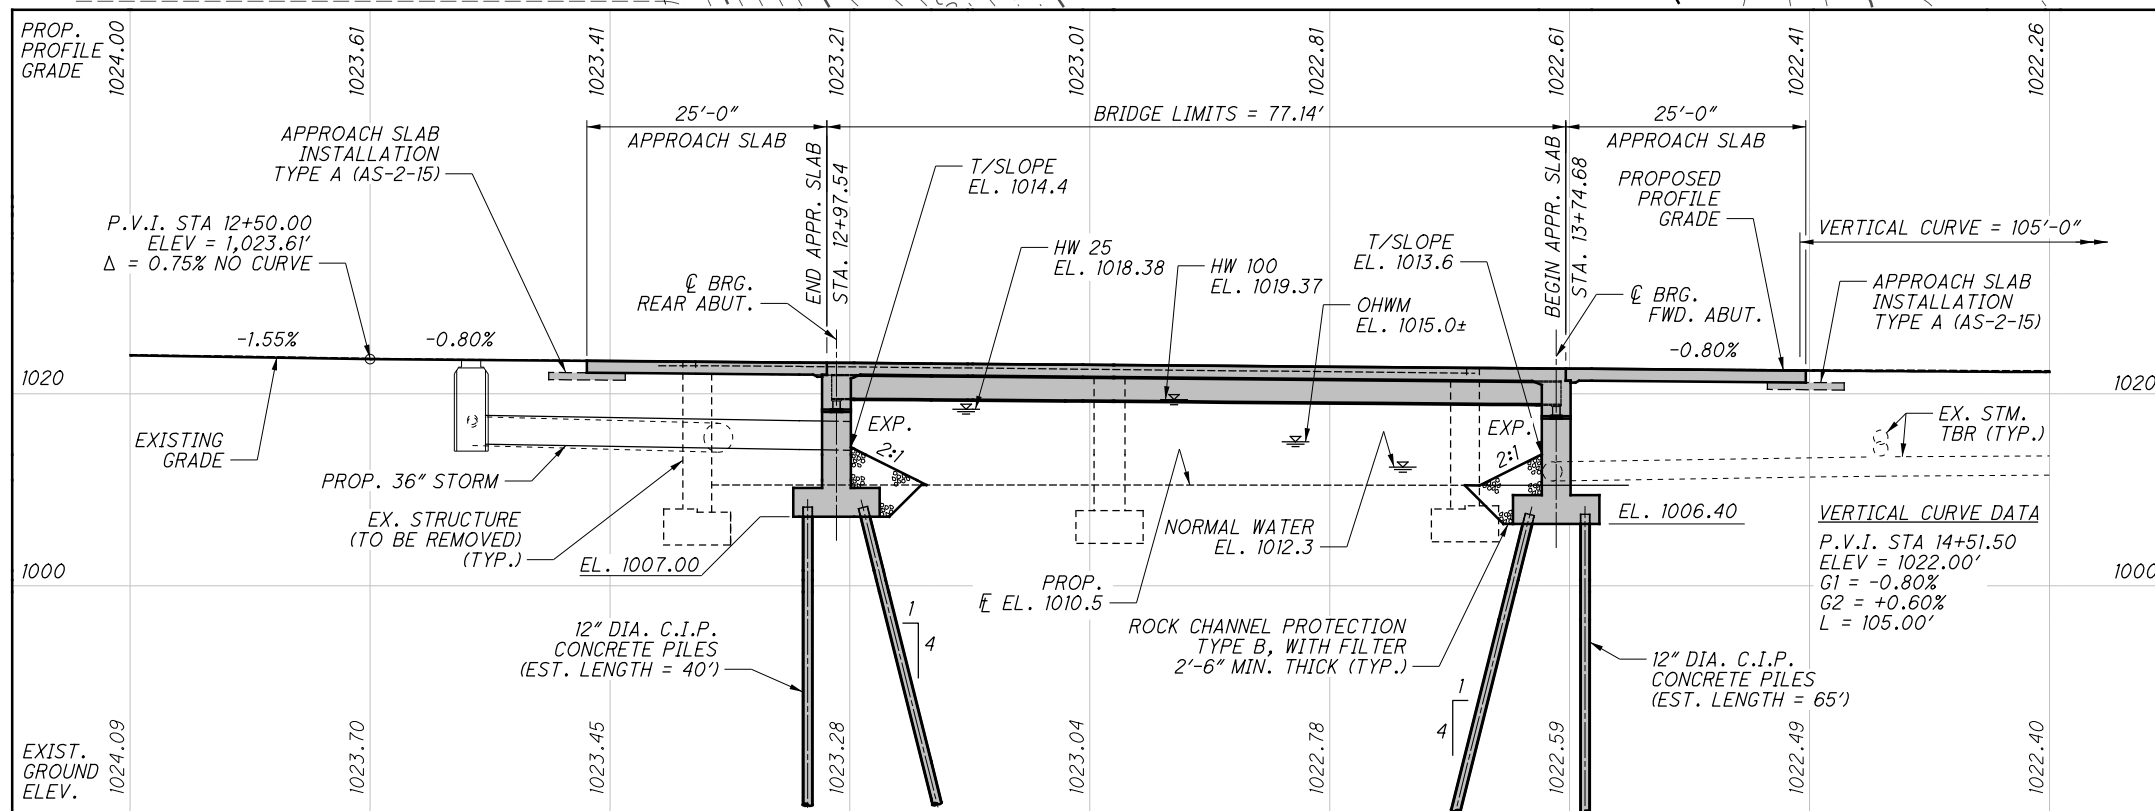 PROP.
PROFILE
GRADE
1024.00
1023.61
1023.41
1023.21
1023.01
1022.81
1022.61
1022.41
1022.26
25'-0"
APPROACH SLAB
BRIDGE LIMITS = 77.14'
25'-0"
APPROACH SLAB
APPROACH SLAB
INSTALLATION
TYPE A (AS-2-15)
P.V.I. STA 12+50.00
ELEV = 1,023.61'
Δ = 0.75% NO CURVE
END APPR. SLAB
STA. 12+97.54
T/SLOPE
EL. 1014.4
BEGIN APPR. SLAB
STA. 13+74.68
PROPOSED
PROFILE
GRADE
VERTICAL CURVE = 105'-0"
℄ BRG.
REAR ABUT.
HW 25
EL. 1018.38
HW 100
EL. 1019.37
T/SLOPE
EL. 1013.6
OHWM
EL. 1015.0±
℄ BRG.
FWD. ABUT.
APPROACH SLAB
INSTALLATION
TYPE A (AS-2-15)
-1.55%
-0.80%
-0.80%
1020
1020
EXISTING
GRADE
EXP.
2:1
EXP.
2:1
EX. STM.
TBR (TYP.)
PROP. 36" STORM
EX. STRUCTURE
(TO BE REMOVED)
(TYP.)
EL. 1007.00
NORMAL WATER
EL. 1012.3
EL. 1006.40
VERTICAL CURVE DATA
P.V.I. STA 14+51.50
ELEV = 1022.00'
G1 = -0.80%
G2 = +0.60%
L = 105.00'
1000
1000
PROP.
FL EL. 1010.5
12" DIA. C.I.P.
CONCRETE PILES
(EST. LENGTH = 40')
1
4
ROCK CHANNEL PROTECTION
TYPE B, WITH FILTER
2'-6" MIN. THICK (TYP.)
1
4
12" DIA. C.I.P.
CONCRETE PILES
(EST. LENGTH = 65')
EXIST.
GROUND
ELEV.
1024.09
1023.70
1023.45
1023.28
1023.04
1022.78
1022.59
1022.49
1022.40